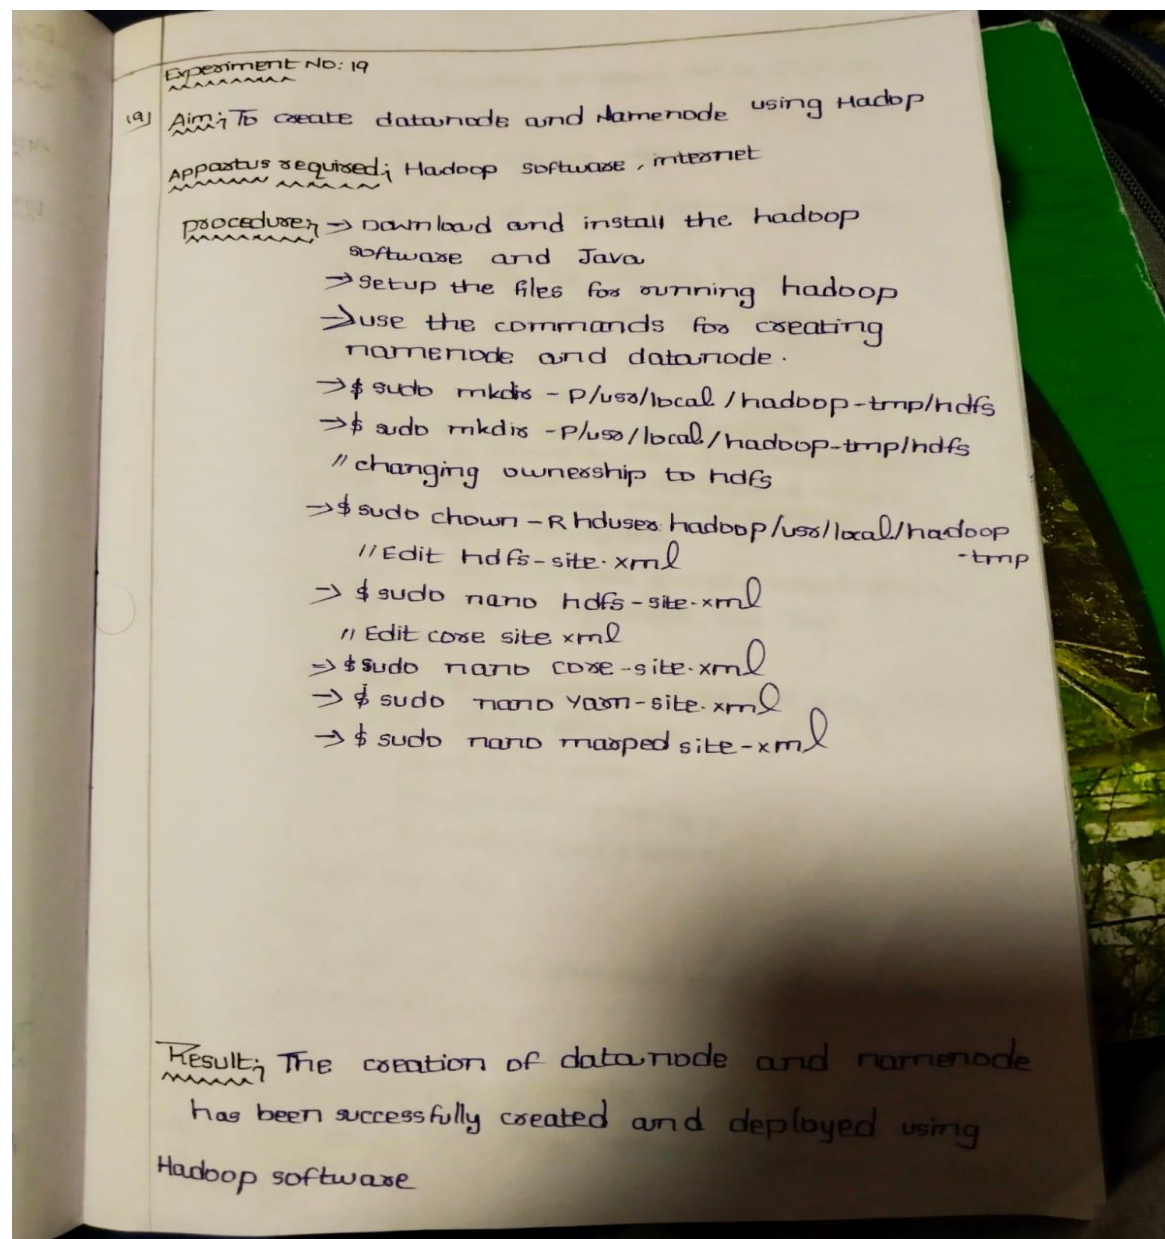 Experiment No: 19
19) Aim; To create datanode and Namenode using Hadop
Appartus required; Hadoop software, internet
procedure; → Download and install the hadoop
software and Java
→ Setup the files for running hadoop
→ use the commands for creating
namenode and datanode.
→ $ sudo mkdir -p/usr/local/hadoop-tmp/hdfs
→ $ sudo mkdir -p/usr/local/hadoop-tmp/hdfs
// changing ownership to hdfs
→ $ sudo chown -R hduser hadoop/usr/local/hadoop
-tmp
// Edit hdfs-site.xml
→ $ sudo nano hdfs-site.xml
// Edit core site xml
→ $ sudo nano core-site.xml
→ $ sudo nano yarn-site.xml
→ $ sudo nano marped site-xml
Result; The creation of datanode and namenode
has been successfully created and deployed using
Hadoop software